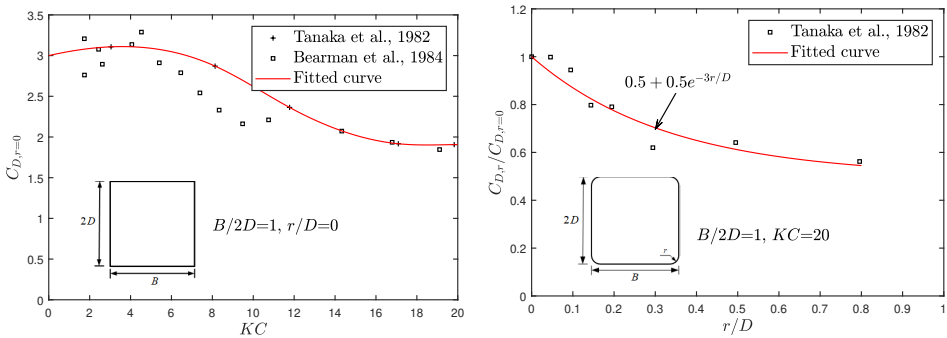 4
3.5
3
2.5
2
1.5
1
0.5
0
C_{D,r=0}
+ Tanaka et al., 1982
Bearman et al., 1984
Fitted curve
2D
B
B/2D=1, r/D=0
0 2 4 6 8 10 12 14 16 18 20
KC
1.2
1
0.8
0.6
0.4
0.2
0
C_{D,r}/C_{D,r=0}
Tanaka et al., 1982
Fitted curve
0.5 + 0.5e^{-3r/D}
2D
r
B
B/2D=1, KC=20
0 0.1 0.2 0.3 0.4 0.5 0.6 0.7 0.8 0.9 1
r/D